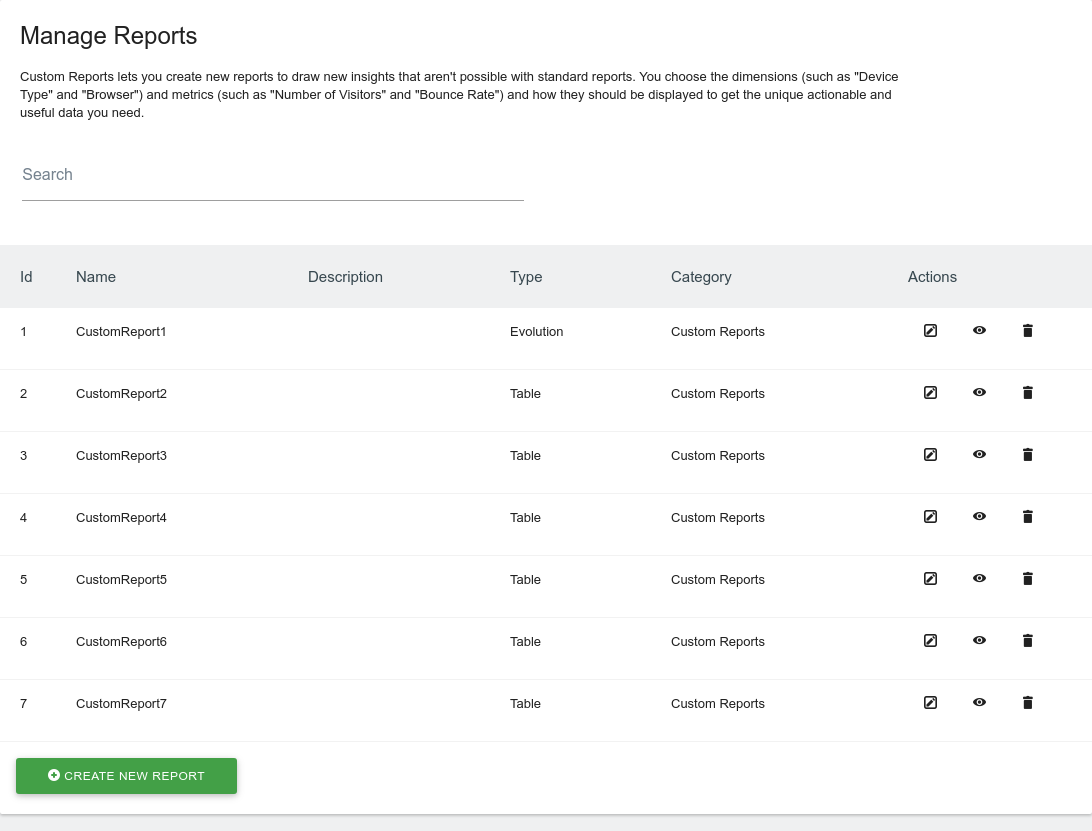 Manage Reports
Custom Reports lets you create new reports to draw new insights that aren't possible with standard reports. You choose the dimensions (such as "Device
Type" and "Browser") and metrics (such as "Number of Visitors" and "Bounce Rate") and how they should be displayed to get the unique actionable and
useful data you need.
Search
Id Name Description Type Category Actions
1 CustomReport1 Evolution Custom Reports
2 CustomReport2 Table Custom Reports
3 CustomReport3 Table Custom Reports
4 CustomReport4 Table Custom Reports
5 CustomReport5 Table Custom Reports
6 CustomReport6 Table Custom Reports
7 CustomReport7 Table Custom Reports
CREATE NEW REPORT